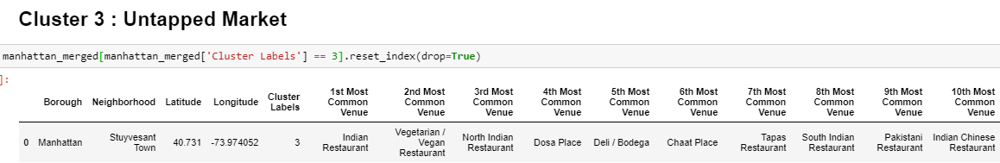 Cluster 3 : Untapped Market
manhattan_merged[manhattan_merged['Cluster Labels'] == 3].reset_index(drop=True)
]:
Borough Neighborhood Latitude Longitude Cluster Labels 1st Most Common Venue 2nd Most Common Venue 3rd Most Common Venue 4th Most Common Venue 5th Most Common Venue 6th Most Common Venue 7th Most Common Venue 8th Most Common Venue 9th Most Common Venue 10th Most Common Venue
0 Manhattan Stuyvesant Town 40.731 -73.974052 3 Indian Restaurant Vegetarian / Vegan Restaurant North Indian Restaurant Dosa Place Deli / Bodega Chaat Place Tapas Restaurant South Indian Restaurant Pakistani Restaurant Indian Chinese Restaurant